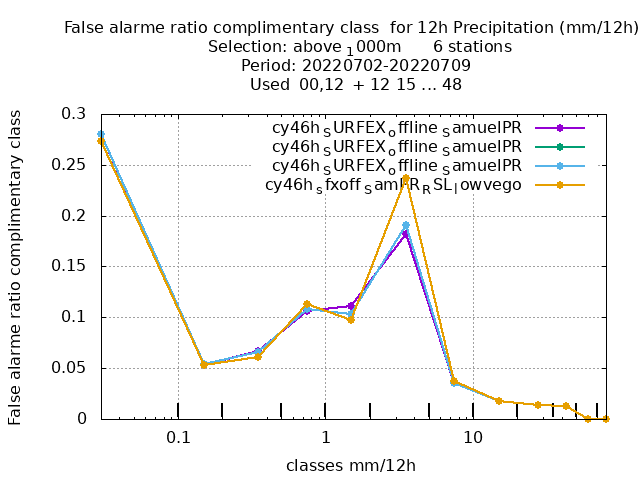 False alarme ratio complimentary class  for 12h Precipitation (mm/12h)
Selection: above 1000m      6 stations
Period: 20220702-20220709
Used  00,12  + 12 15 ... 48
cy46h SURFEX offline SamuelPR
cy46h SURFEX offline SamuelPR
cy46h SURFEX offline SamuelPR
cy46h sfxoff SamPR RSL lowvego
False alarme ratio complimentary class
0.3
0.25
0.2
0.15
0.1
0.05
0
0.1 1 10
classes mm/12h